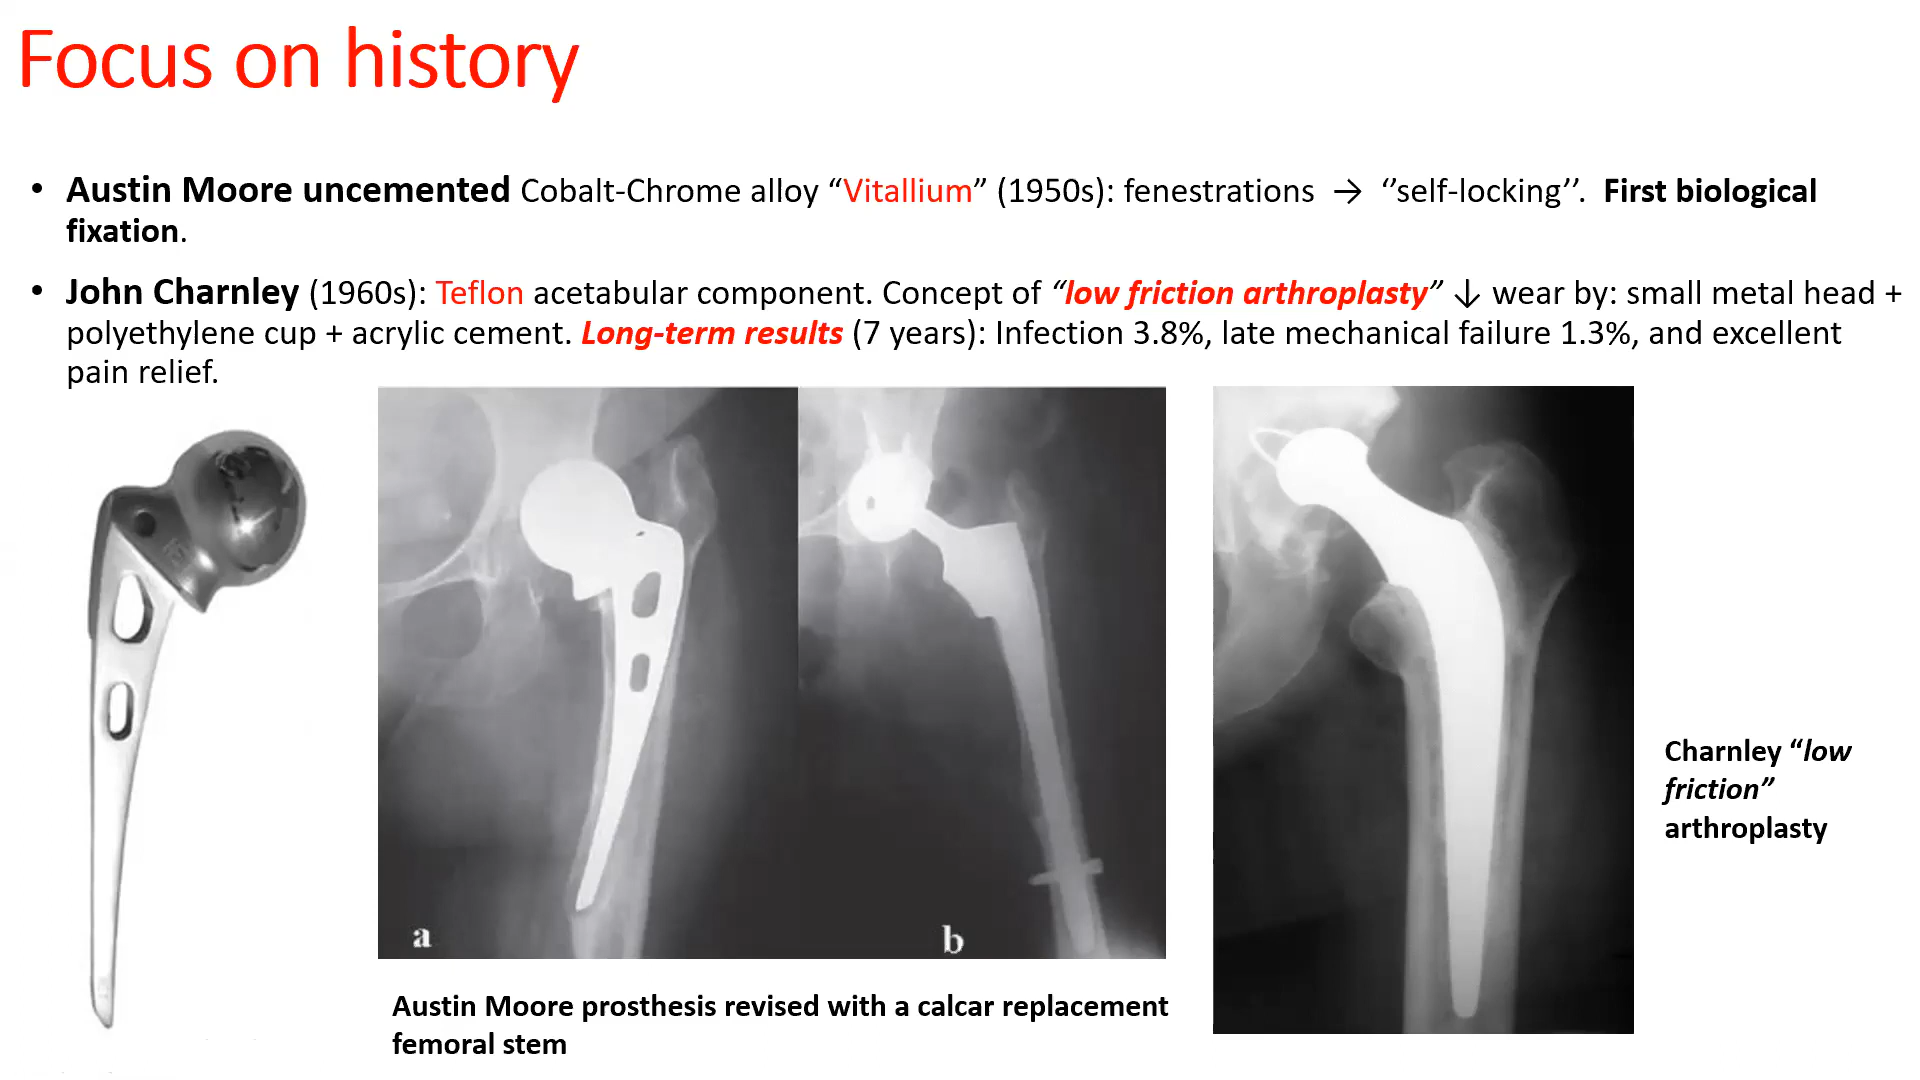 Focus on history
• Austin Moore uncemented Cobalt-Chrome alloy “Vitallium” (1950s): fenestrations → ‘’self-locking’’. First biological
fixation.
• John Charnley (1960s): Teflon acetabular component. Concept of “low friction arthroplasty” ↓ wear by: small metal head +
polyethylene cup + acrylic cement. Long-term results (7 years): Infection 3.8%, late mechanical failure 1.3%, and excellent
pain relief.
a
b
Charnley “low
friction”
arthroplasty
Austin Moore prosthesis revised with a calcar replacement
femoral stem